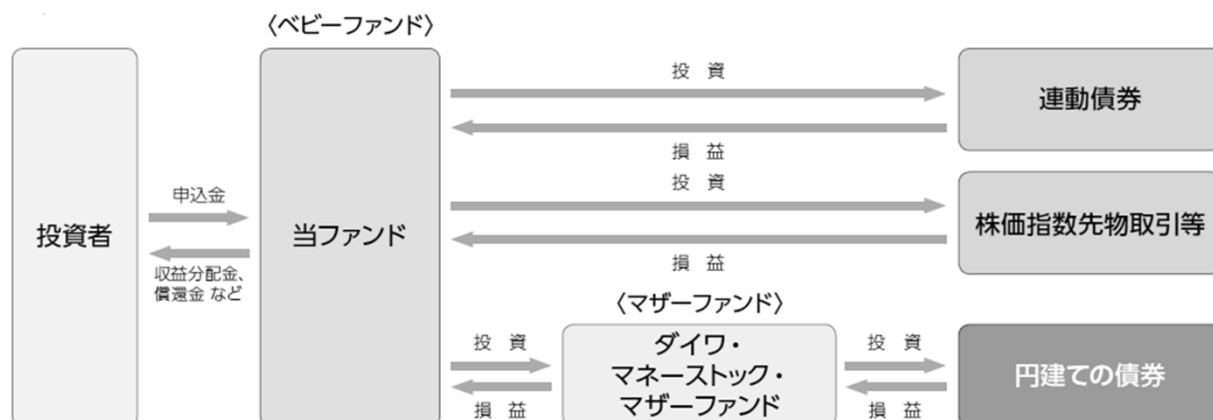 〈ベビーファンド〉
投資者
申込金
収益分配金、
償還金 など
当ファンド
投 資
損 益
連動債券
投 資
損 益
株価指数先物取引等
〈マザーファンド〉
投 資
損 益
ダイワ・
マネーストック・
マザーファンド
投 資
損 益
円建ての債券